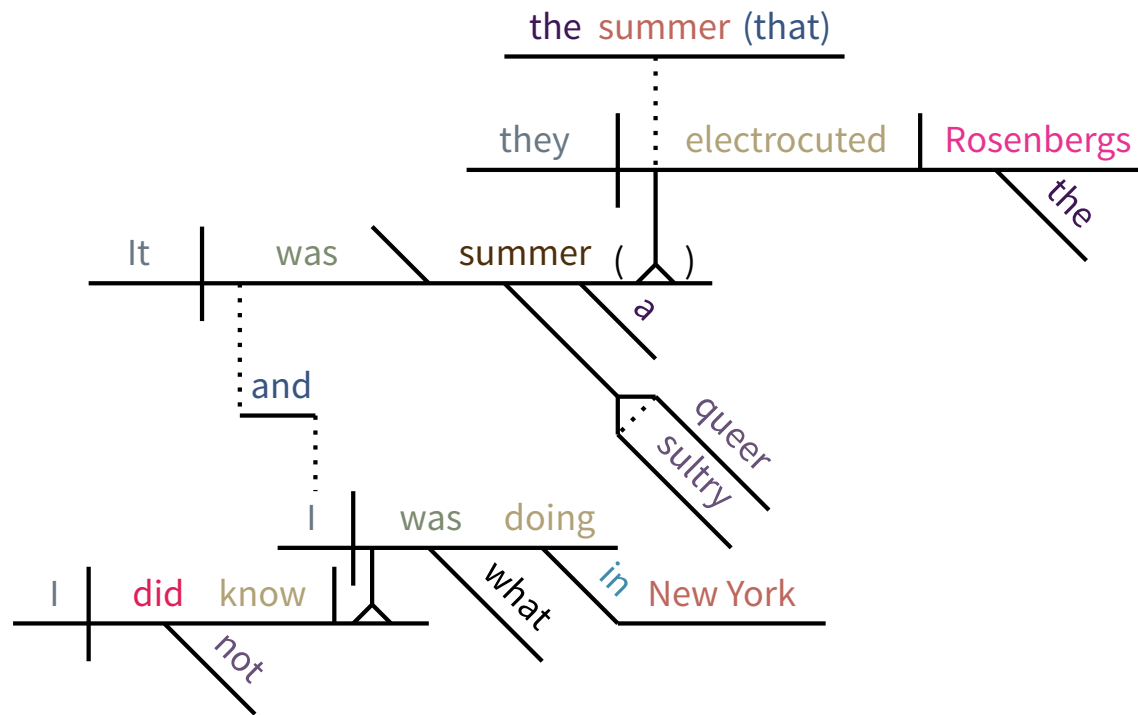 the summer (that)
they electrocuted Rosenbergs
the
It was summer ( )
a
and
queer
sultry
I was doing
what
in New York
I did know
not